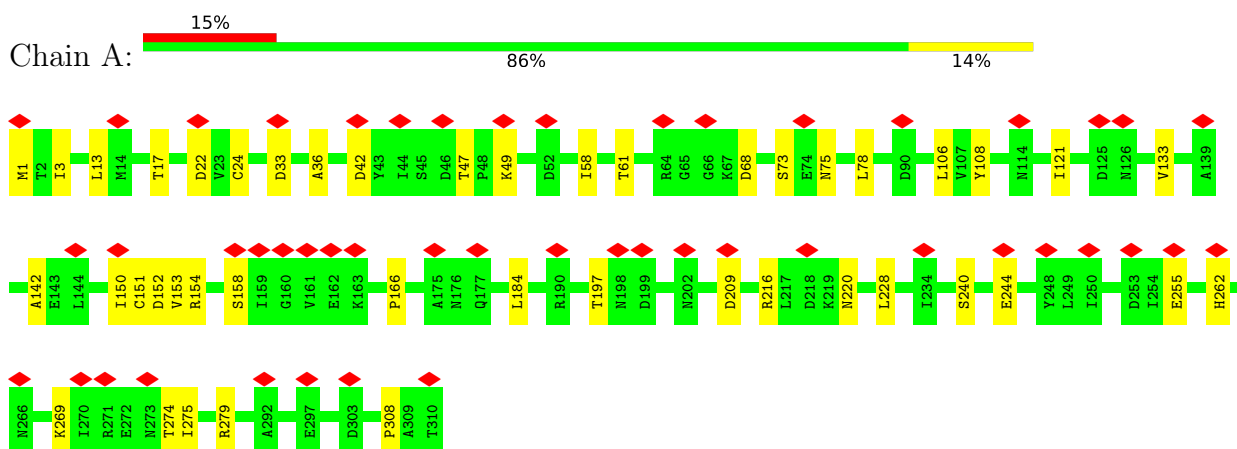 15%
Chain A:
86% 14%
M1 T2 I3 L13 M14 T17 D22 V23 C24 D33 A36 D42 Y43 I44 S45 D46 T47 P48 K49 D52 I58 T61 R64 G65 G66 K67 D68 S73 E74 N75 L78 D90 L106 V107 Y108 N114 I121 D125 N126 V133 A139
A142 E143 L144 I150 C151 D152 V153 R154 S158 I159 G160 V161 E162 K163 P166 A175 N176 Q177 L184 R190 T197 N198 D199 N202 D209 R216 L217 D218 K219 N220 L228 I234 S240 E244 Y248 L249 I250 D253 I254 E255 H262
N266 K269 I270 R271 E272 N273 T274 I275 R279 A292 E297 D303 P308 A309 T310